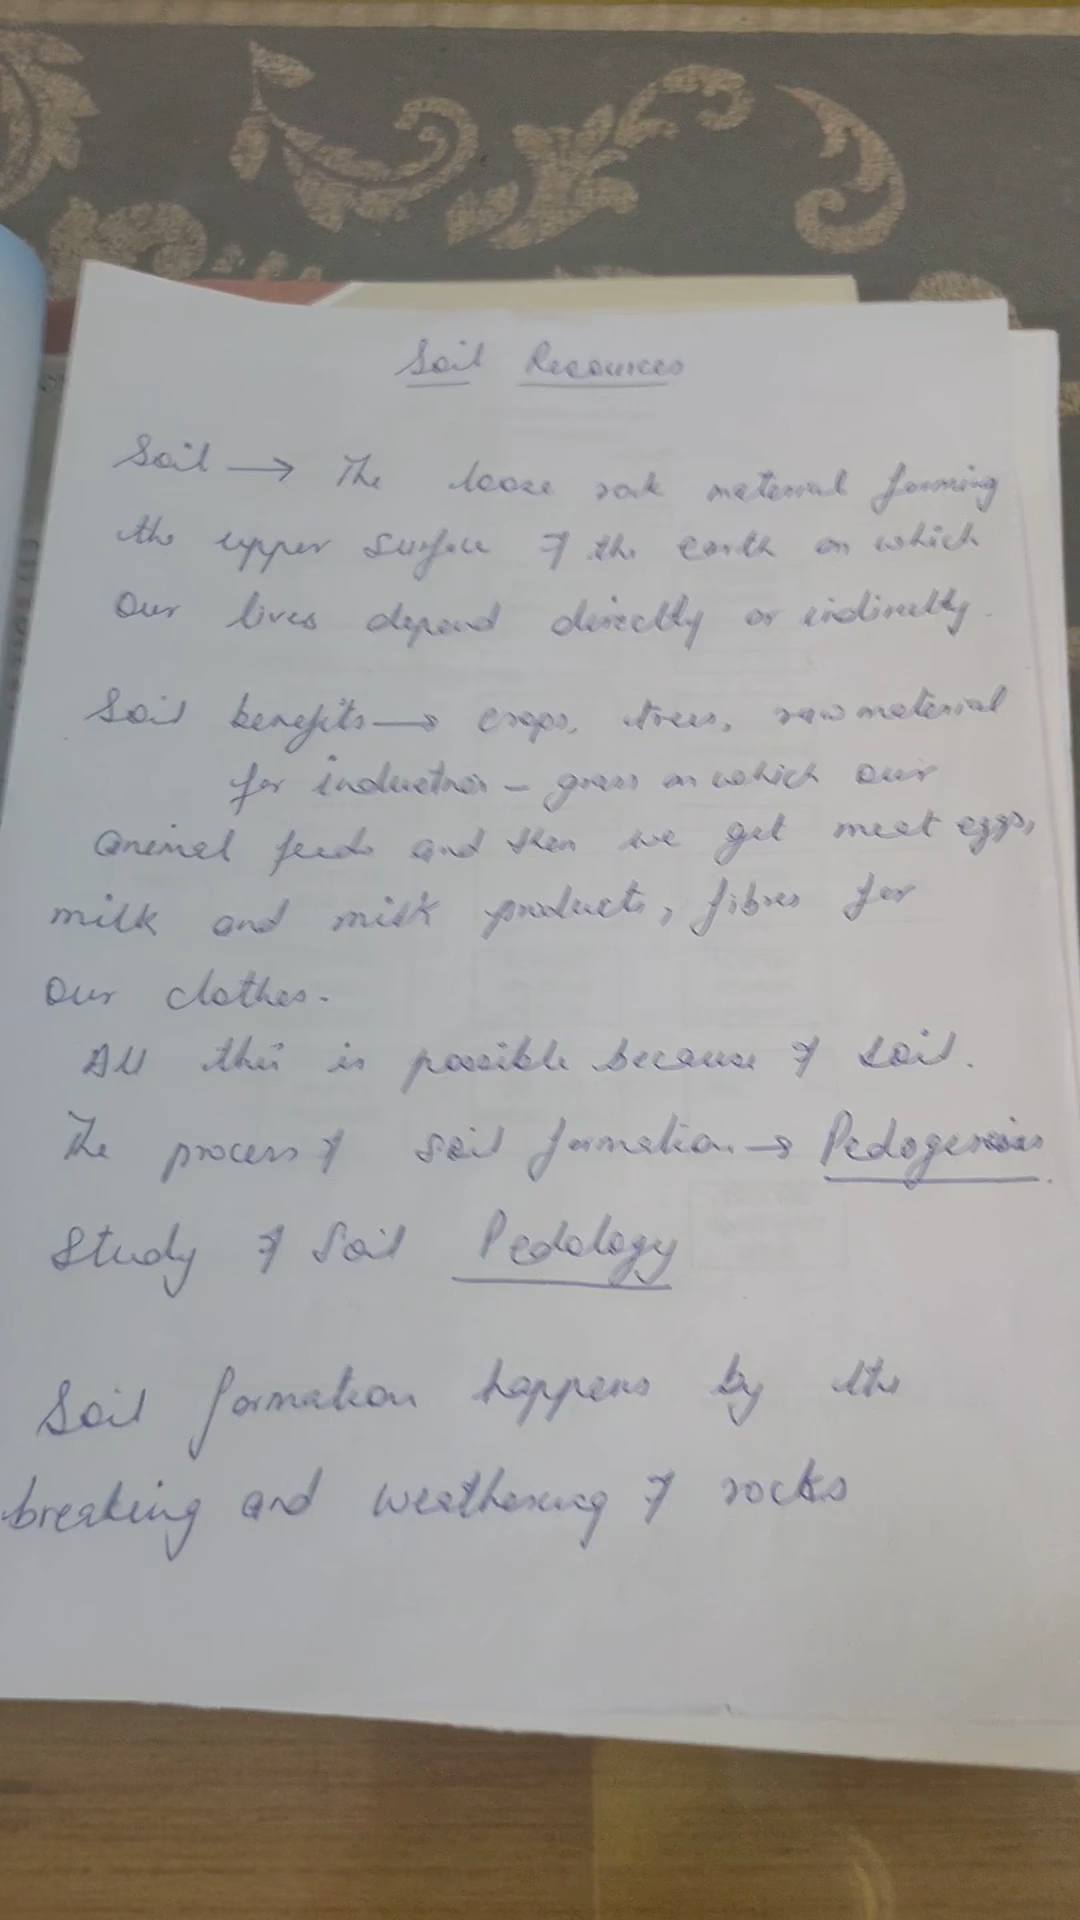 Soil Resources
Soil → The loose rock material forming
the upper surface of the earth on which
Our lives depend directly or indirectly.
Soil benefits → crops, trees, raw material
for industries - grass on which our
animal feeds and then we get meat eggs,
milk and milk products, fibres for
Our clothes.
All this is possible because of soil.
The process of soil formation → Pedogenesis
Study of Soil Pedology
Soil formation happens by the
breaking and weathering of rocks